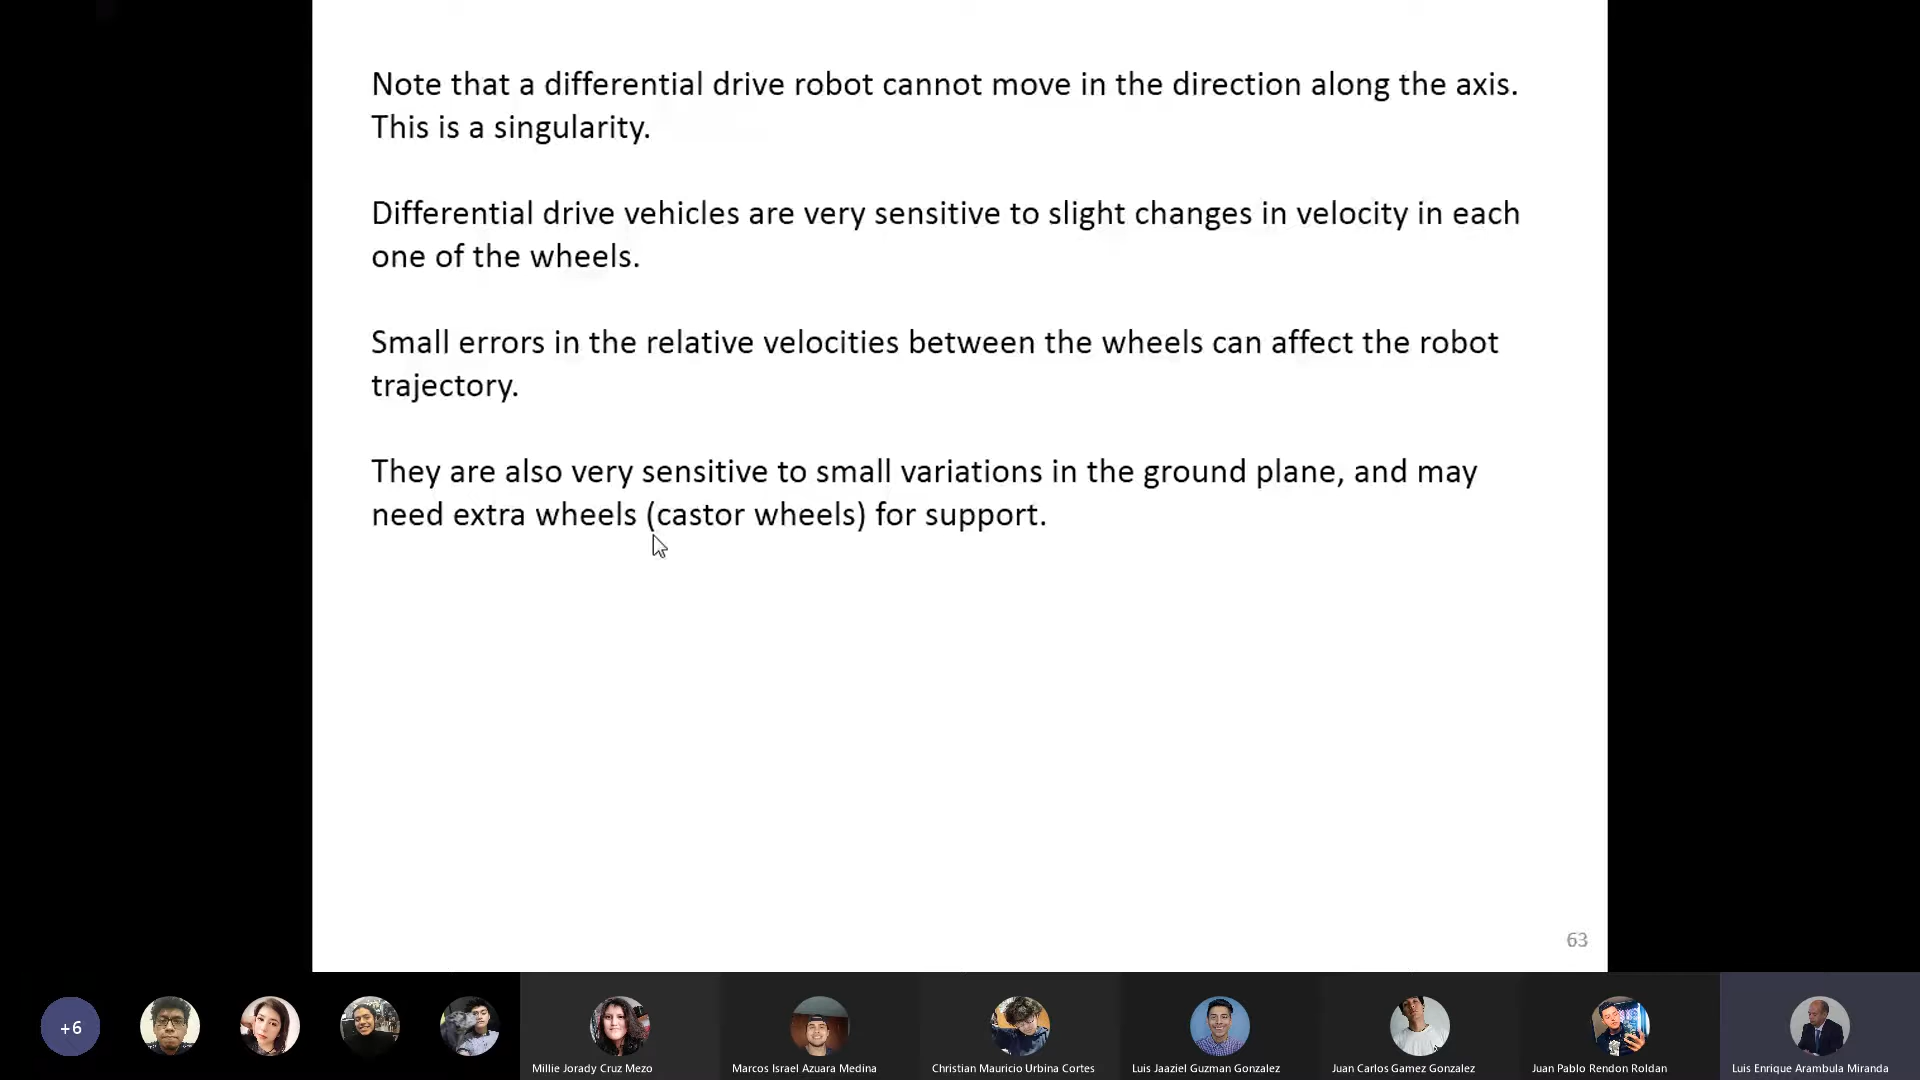 Note that a differential drive robot cannot move in the direction along the axis.
This is a singularity.
Differential drive vehicles are very sensitive to slight changes in velocity in each
one of the wheels.
Small errors in the relative velocities between the wheels can affect the robot
trajectory.
They are also very sensitive to small variations in the ground plane, and may
need extra wheels (castor wheels) for support.
63
+6
Millie Jorady Cruz Mezo
Marcos Israel Azuara Medina
Christian Mauricio Urbina Cortes
Luis Jaaziel Guzman Gonzalez
Juan Carlos Gamez Gonzalez
Juan Pablo Rendon Roldan
Luis Enrique Arambula Miranda